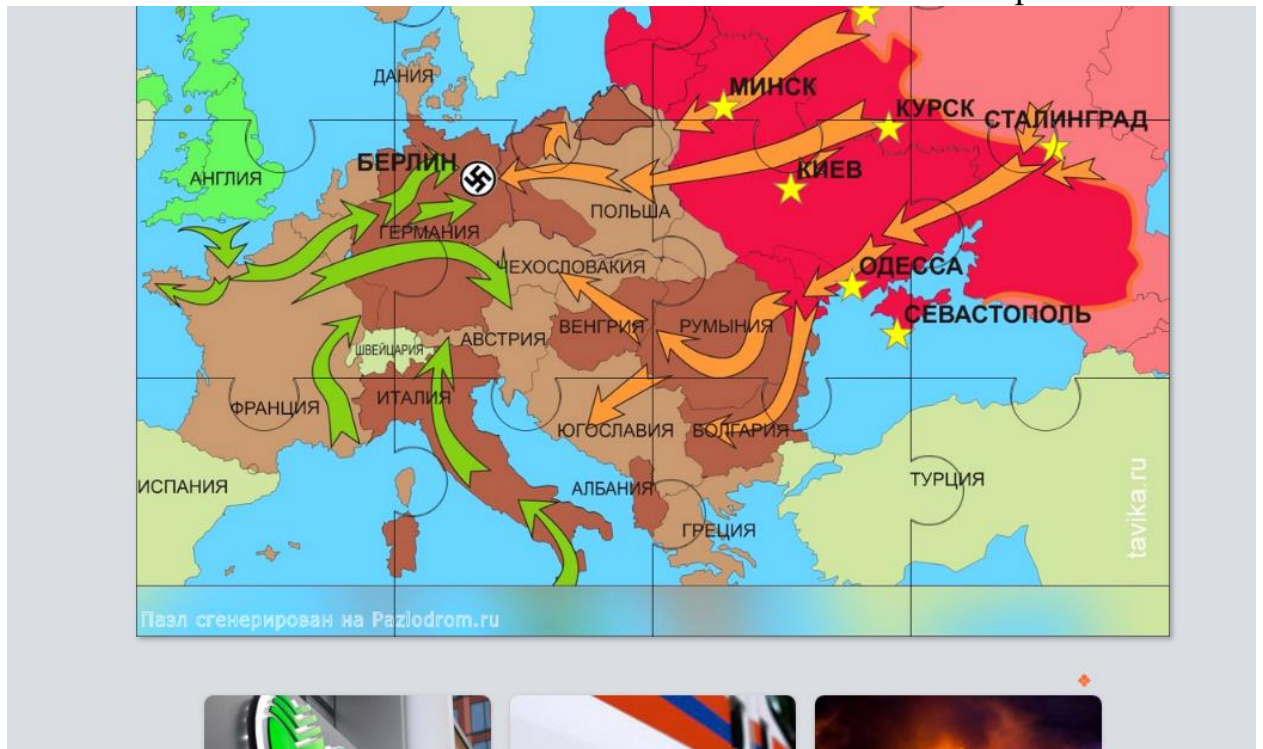 ДАНИЯ
МИНСК
КУРСК
СТАЛИНГРАД
БЕРЛИН
АНГЛИЯ
КИЕВ
ПОЛЬША
ГЕРМАНИЯ
ЧЕХОСЛОВАКИЯ
ОДЕССА
СЕВАСТОПОЛЬ
ВЕНГРИЯ
РУМЫНИЯ
АВСТРИЯ
ШВЕЙЦАРИЯ
ИТАЛИЯ
ФРАНЦИЯ
ЮГОСЛАВИЯ
БОЛГАРИЯ
ИСПАНИЯ
АЛБАНИЯ
ТУРЦИЯ
ГРЕЦИЯ
tavika.ru
Пазл сгенерирован на Pazlodrom.ru